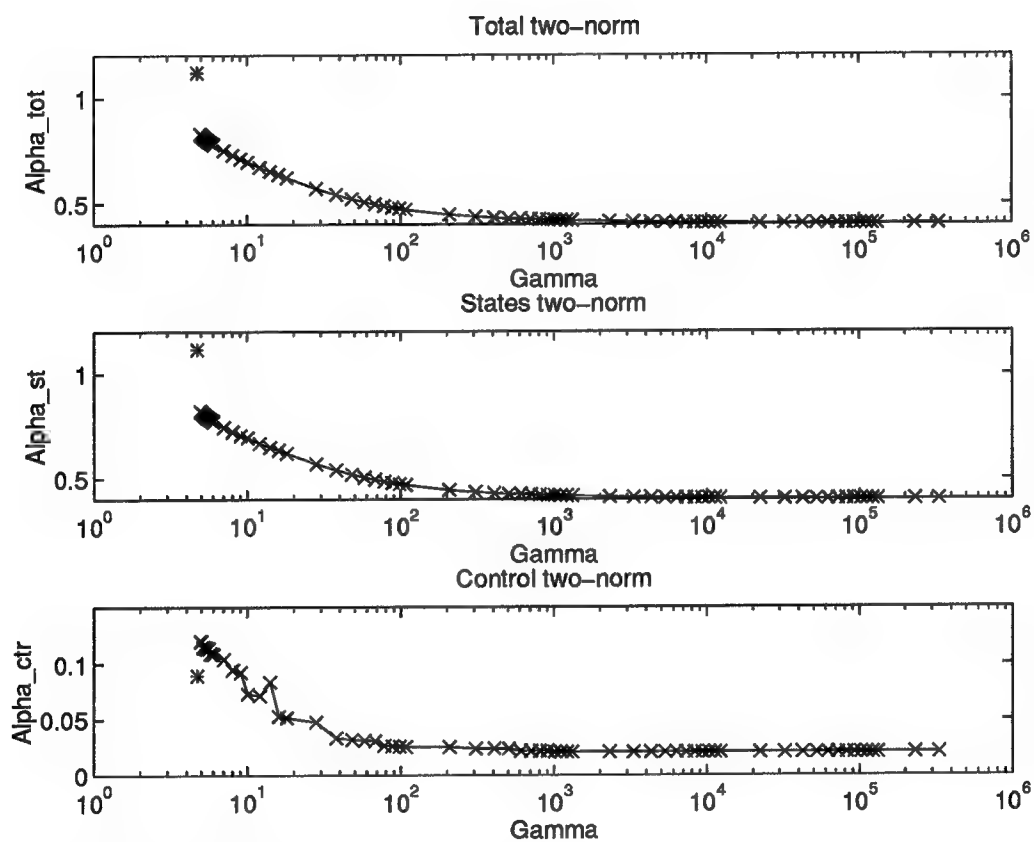 Total two-norm
Alpha_tot
1
0.5
10^0 10^1 10^2 10^3 10^4 10^5 10^6
Gamma
States two-norm
Alpha_st
1
0.5
10^0 10^1 10^2 10^3 10^4 10^5 10^6
Gamma
Control two-norm
Alpha_ctr
0.1
0.05
0
10^0 10^1 10^2 10^3 10^4 10^5 10^6
Gamma